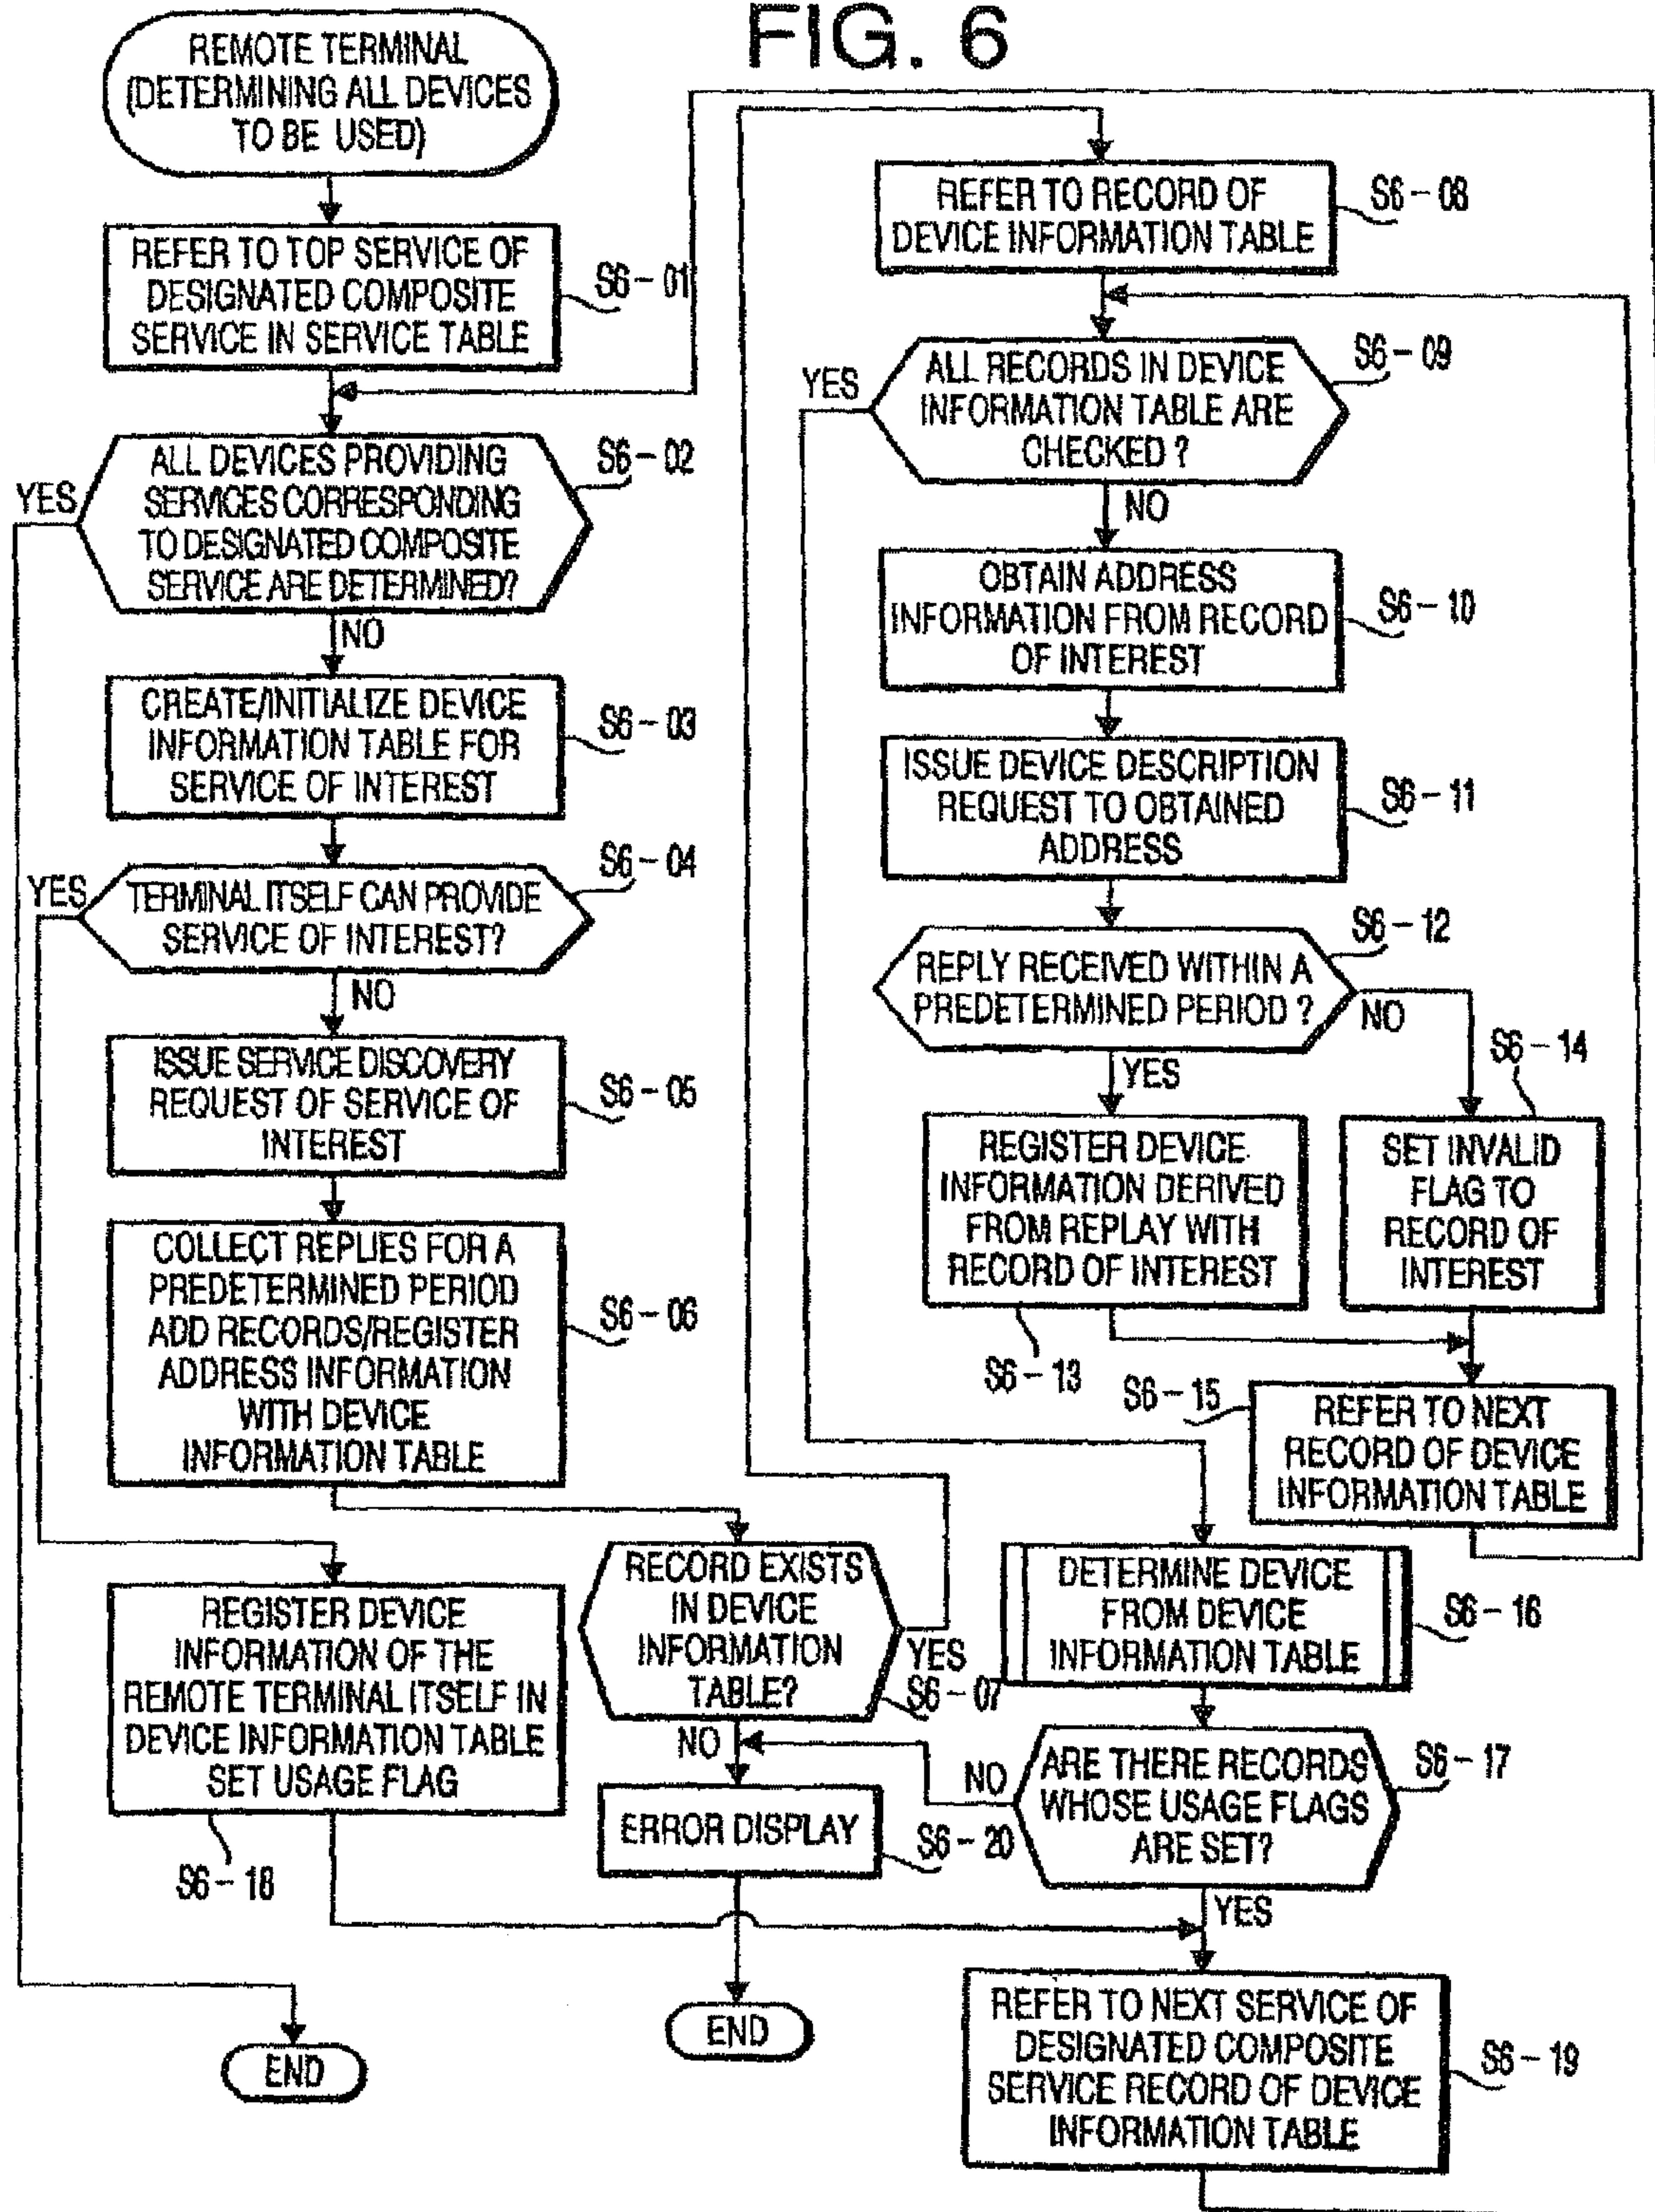 FIG. 6
REMOTE TERMINAL
(DETERMINING ALL DEVICES
TO BE USED)
REFER TO TOP SERVICE OF
DESIGNATED COMPOSITE
SERVICE IN SERVICE TABLE
S6-01
ALL DEVICES PROVIDING
SERVICES CORRESPONDING
TO DESIGNATED COMPOSITE
SERVICE ARE DETERMINED?
S6-02
YES
NO
CREATE/INITIALIZE DEVICE
INFORMATION TABLE FOR
SERVICE OF INTEREST
S6-03
TERMINAL ITSELF CAN PROVIDE
SERVICE OF INTEREST?
S6-04
YES
NO
ISSUE SERVICE DISCOVERY
REQUEST OF SERVICE OF
INTEREST
S6-05
COLLECT REPLIES FOR A
PREDETERMINED PERIOD
ADD RECORDS/REGISTER
ADDRESS INFORMATION
WITH DEVICE
INFORMATION TABLE
S6-06
RECORD EXISTS
IN DEVICE
INFORMATION
TABLE?
YES
S6-07
NO
REFER TO RECORD OF
DEVICE INFORMATION TABLE
S6-08
ALL RECORDS IN DEVICE
INFORMATION TABLE ARE
CHECKED ?
S6-09
YES
NO
OBTAIN ADDRESS
INFORMATION FROM RECORD
OF INTEREST
S6-10
ISSUE DEVICE DESCRIPTION
REQUEST TO OBTAINED
ADDRESS
S6-11
REPLY RECEIVED WITHIN A
PREDETERMINED PERIOD ?
S6-12
NO
YES
REGISTER DEVICE
INFORMATION DERIVED
FROM REPLAY WITH
RECORD OF INTEREST
S6-13
SET INVALID
FLAG TO
RECORD OF
INTEREST
S6-14
REFER TO NEXT
RECORD OF DEVICE
INFORMATION TABLE
S6-15
DETERMINE DEVICE
FROM DEVICE
INFORMATION TABLE
S6-16
ARE THERE RECORDS
WHOSE USAGE FLAGS
ARE SET?
S6-17
NO
YES
REGISTER DEVICE
INFORMATION OF THE
REMOTE TERMINAL ITSELF IN
DEVICE INFORMATION TABLE
SET USAGE FLAG
S6-18
ERROR DISPLAY
S6-20
END
END
REFER TO NEXT SERVICE OF
DESIGNATED COMPOSITE
SERVICE RECORD OF DEVICE
INFORMATION TABLE
S6-19